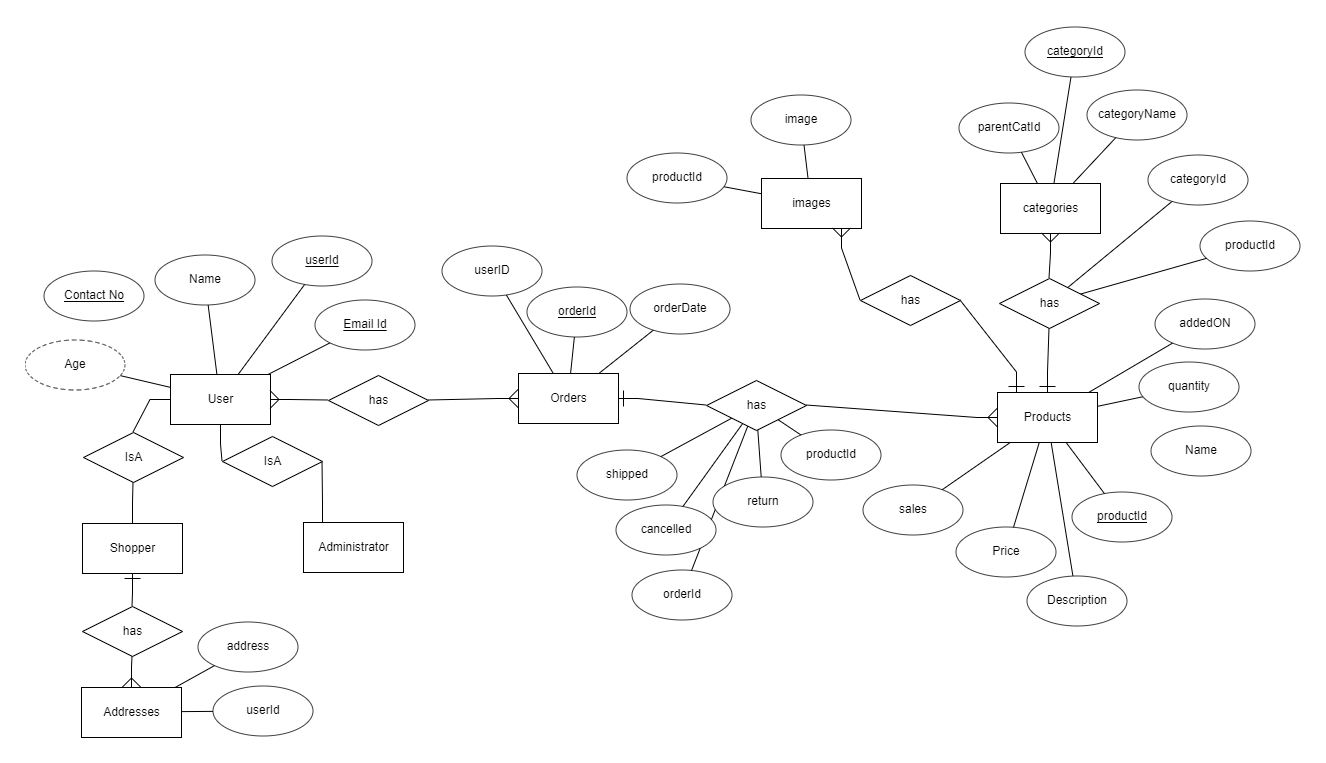 categoryId
image
categoryName
parentCatId
productId
categoryId
images
categories
productId
userId
userID
Name
Contact No
has
has
orderId
orderDate
Email Id
addedON
Age
quantity
User
has
Orders
has
Products
Name
IsA
IsA
productId
shipped
return
sales
productId
cancelled
Shopper
Administrator
Price
orderId
Description
has
address
userId
Addresses